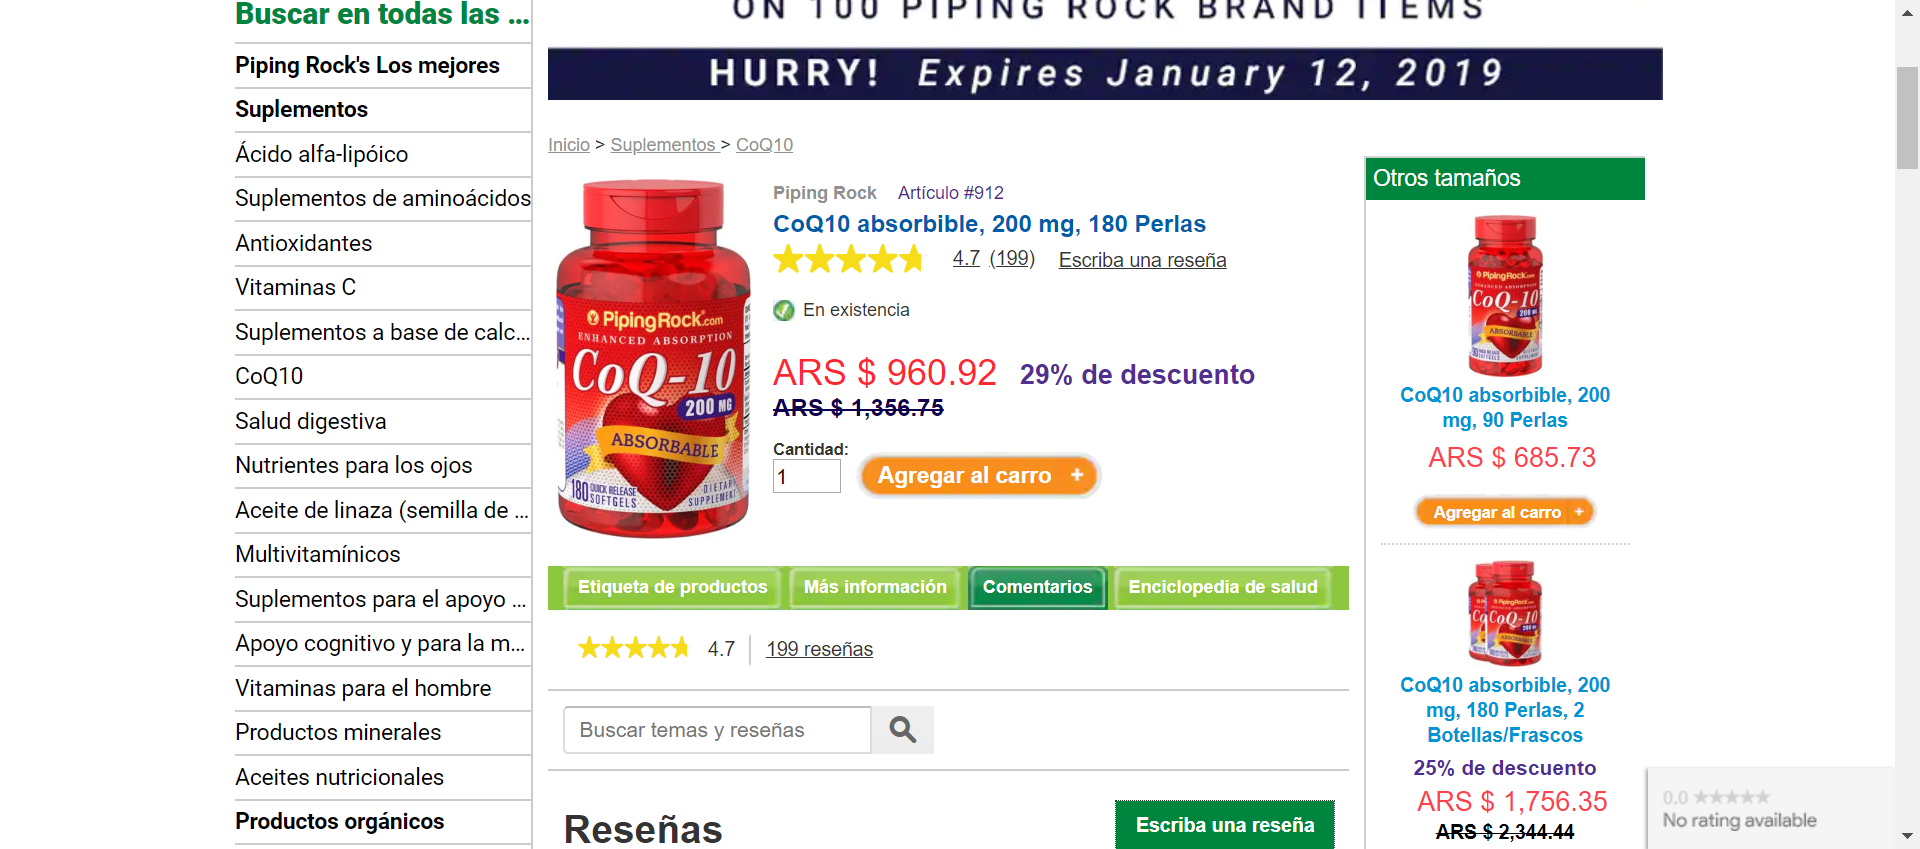 Buscar en todas las ...
Piping Rock's Los mejores
Suplementos
Ácido alfa-lipóico
Suplementos de aminoácidos
Antioxidantes
Vitaminas C
Suplementos a base de calc...
CoQ10
Salud digestiva
Nutrientes para los ojos
Aceite de linaza (semilla de ...
Multivitamínicos
Suplementos para el apoyo ...
Apoyo cognitivo y para la m...
Vitaminas para el hombre
Productos minerales
Aceites nutricionales
Productos orgánicos
ON 100 PIPING ROCK BRAND ITEMS
HURRY! Expires January 12, 2019
Inicio > Suplementos > CoQ10
PipingRock.com
ENHANCED ABSORPTION
CoQ-10
200 MG
ABSORBABLE
180 QUICK RELEASE SOFTGELS
DIETARY SUPPLEMENT
Piping Rock Artículo #912
CoQ10 absorbible, 200 mg, 180 Perlas
4.7 (199) Escriba una reseña
En existencia
ARS $ 960.92 29% de descuento
ARS $ 1,356.75
Cantidad:
1
Agregar al carro +
Etiqueta de productos Más información Comentarios Enciclopedia de salud
4.7 199 reseñas
Buscar temas y reseñas
Reseñas
Escriba una reseña
Otros tamaños
PipingRock
CoQ-10
200 MG
ABSORBABLE
CoQ10 absorbible, 200
mg, 90 Perlas
ARS $ 685.73
Agregar al carro +
PipingRock
CoQ-10
CoQ10 absorbible, 200
mg, 180 Perlas, 2
Botellas/Frascos
25% de descuento
ARS $ 1,756.35
ARS $ 2,344.44
0.0
No rating available